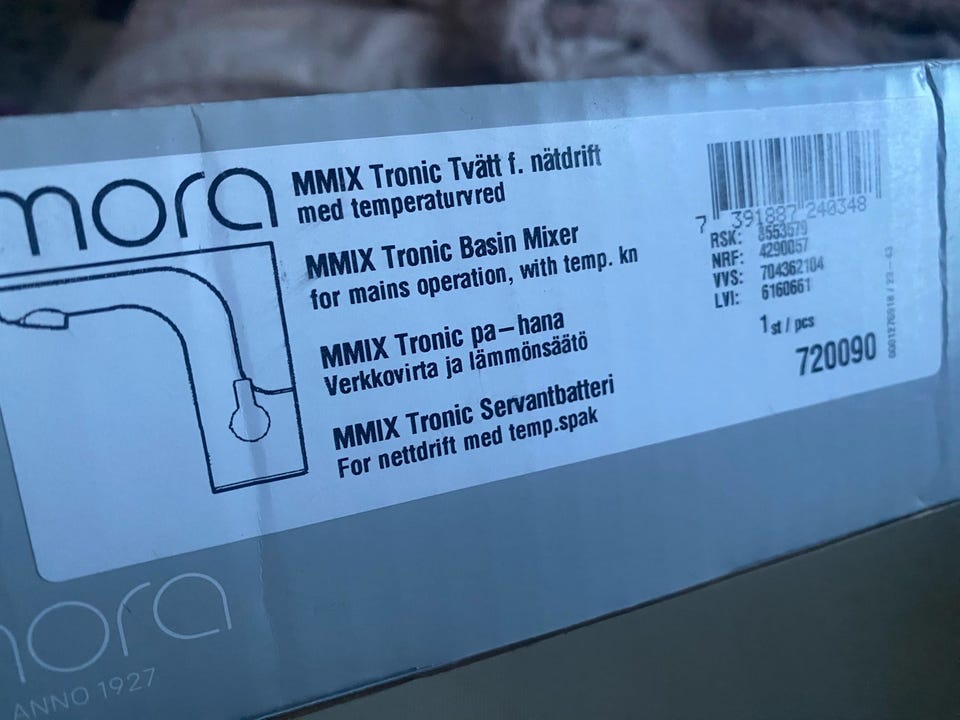 mora
MMIX Tronic Tvätt f. nätdrift
med temperaturvred
MMIX Tronic Basin Mixer
for mains operation, with temp. kn
MMIX Tronic pa-hana
Verkkovirta ja lämmönsäätö
MMIX Tronic Servantbatteri
For nettdrift med temp.spak
7 391887 240348
RSK: 8553579
NRF: 4290057
VVS: 704362104
LVI: 6160661
1 st / pcs
720090
mora
ANNO 1927